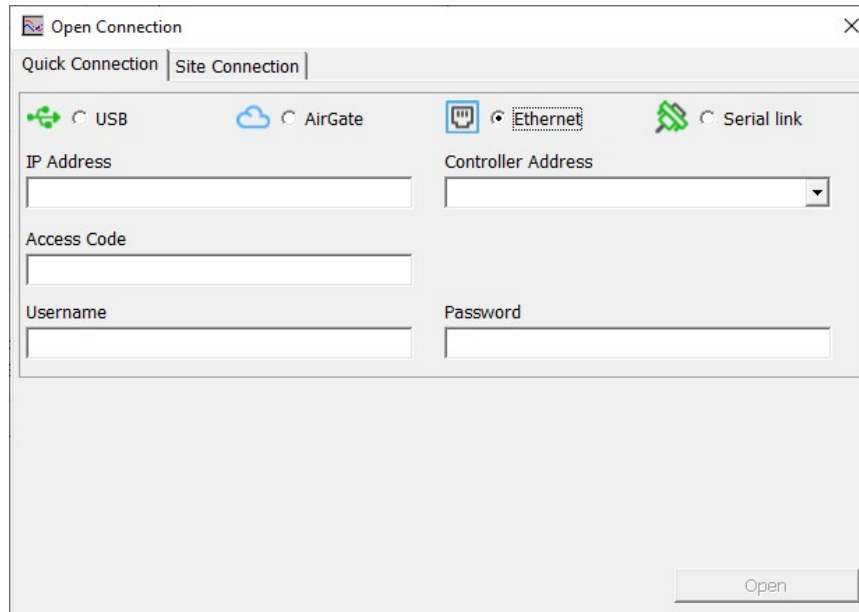 Open Connection
Quick Connection Site Connection
USB AirGate Ethernet Serial link
IP Address Controller Address
Access Code
Username Password
Open